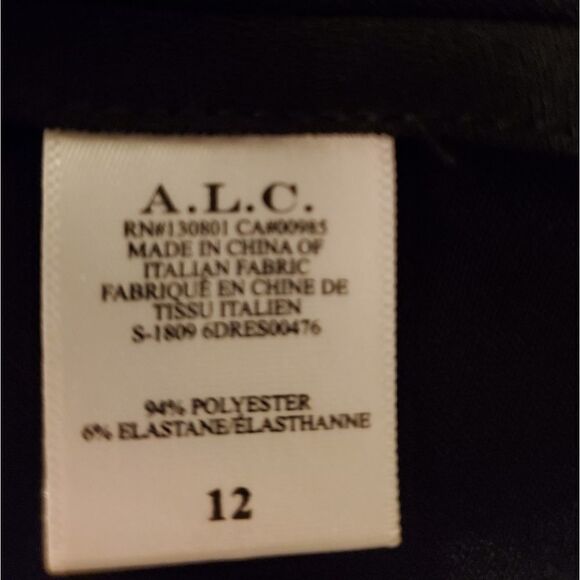 A.L.C.
RN#130801 CA#00985
MADE IN CHINA OF
ITALIAN FABRIC
FABRIQUÉ EN CHINE DE
TISSU ITALIEN
S-1809 6DRES00476
94% POLYESTER
6% ELASTANE/ÉLASTHANNE
12